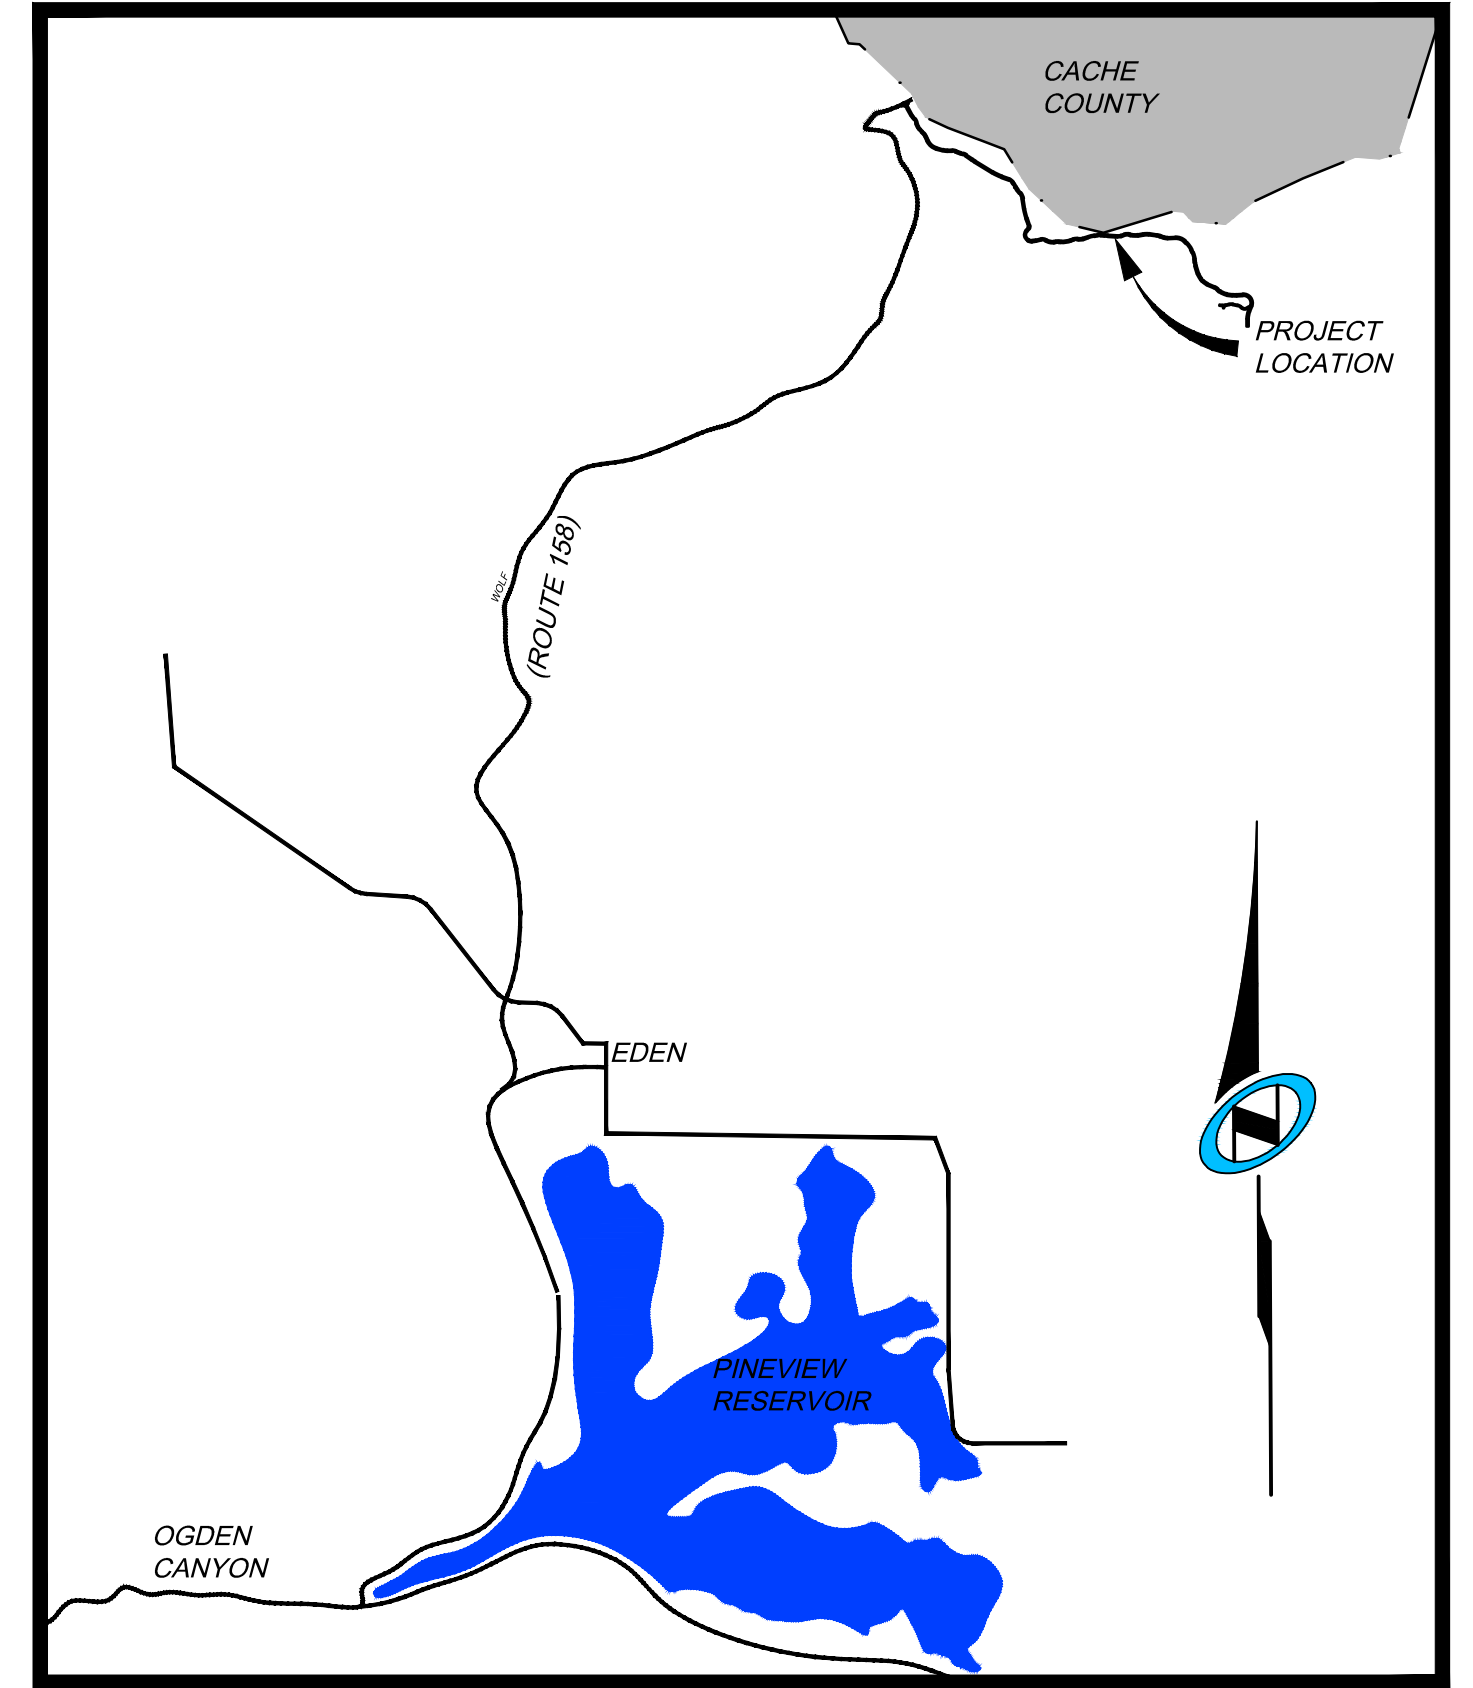 CACHE
COUNTY
PROJECT
LOCATION
(ROUTE 158)
WOLF
EDEN
N
PINEVIEW
RESERVOIR
OGDEN
CANYON